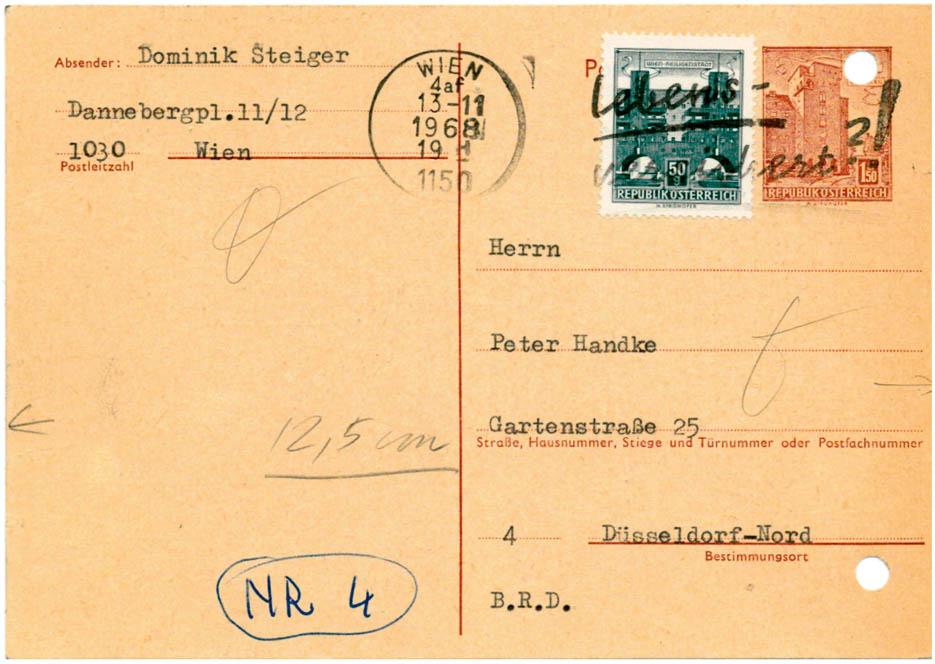 Absender: Dominik Steiger
Dannebergpl.11/12
1030 Wien
Postleitzahl
WIEN
4af
13-11
1968
19
1150
WIEN-HEILIGENSTADT
50
g
REPUBLIK ÖSTERREICH
1.50
REPUBLIK ÖSTERREICH
lebens-
?!
Herrn
Peter Handke
Gartenstraße 25
Straße, Hausnummer, Stiege und Türnummer oder Postfachnummer
4 Düsseldorf-Nord
Bestimmungsort
B.R.D.
12,5 cm
NR 4